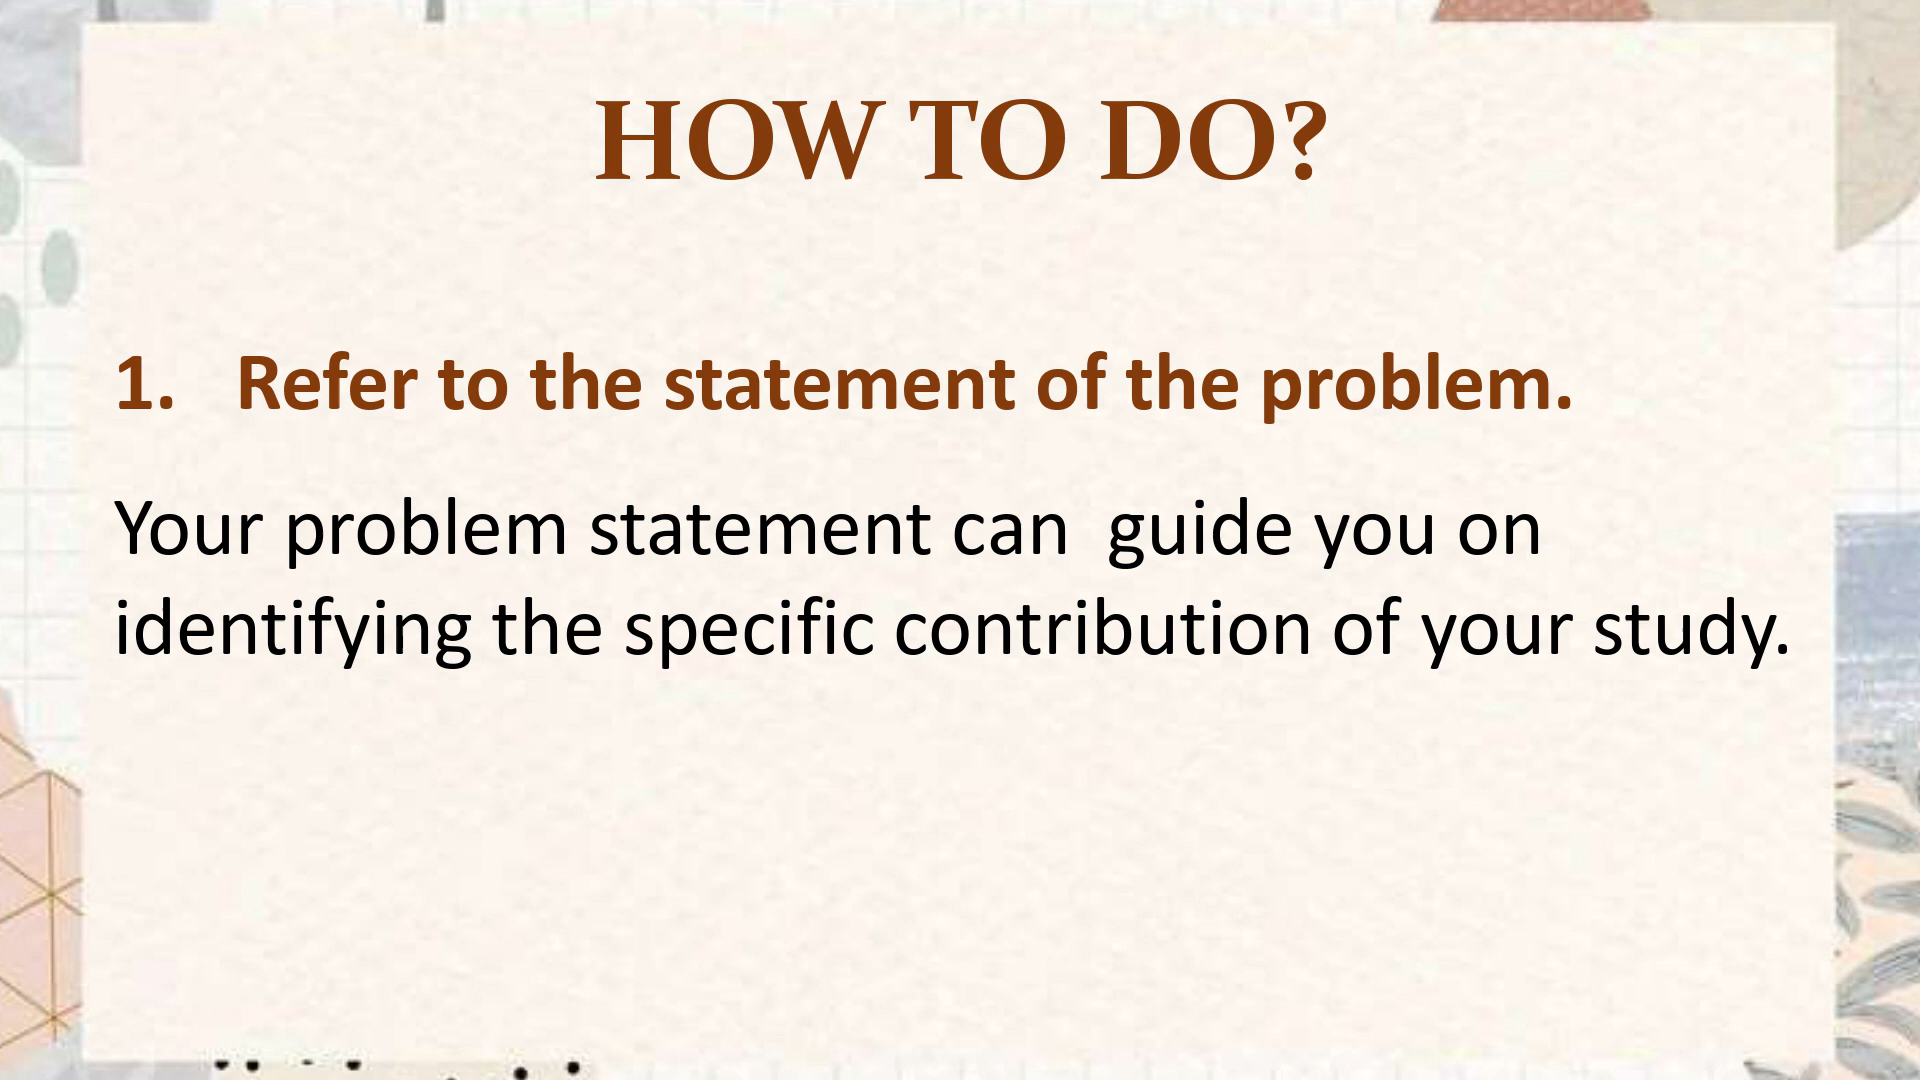 HOW TO DO?
1. Refer to the statement of the problem.
Your problem statement can  guide you on
identifying the specific contribution of your study.